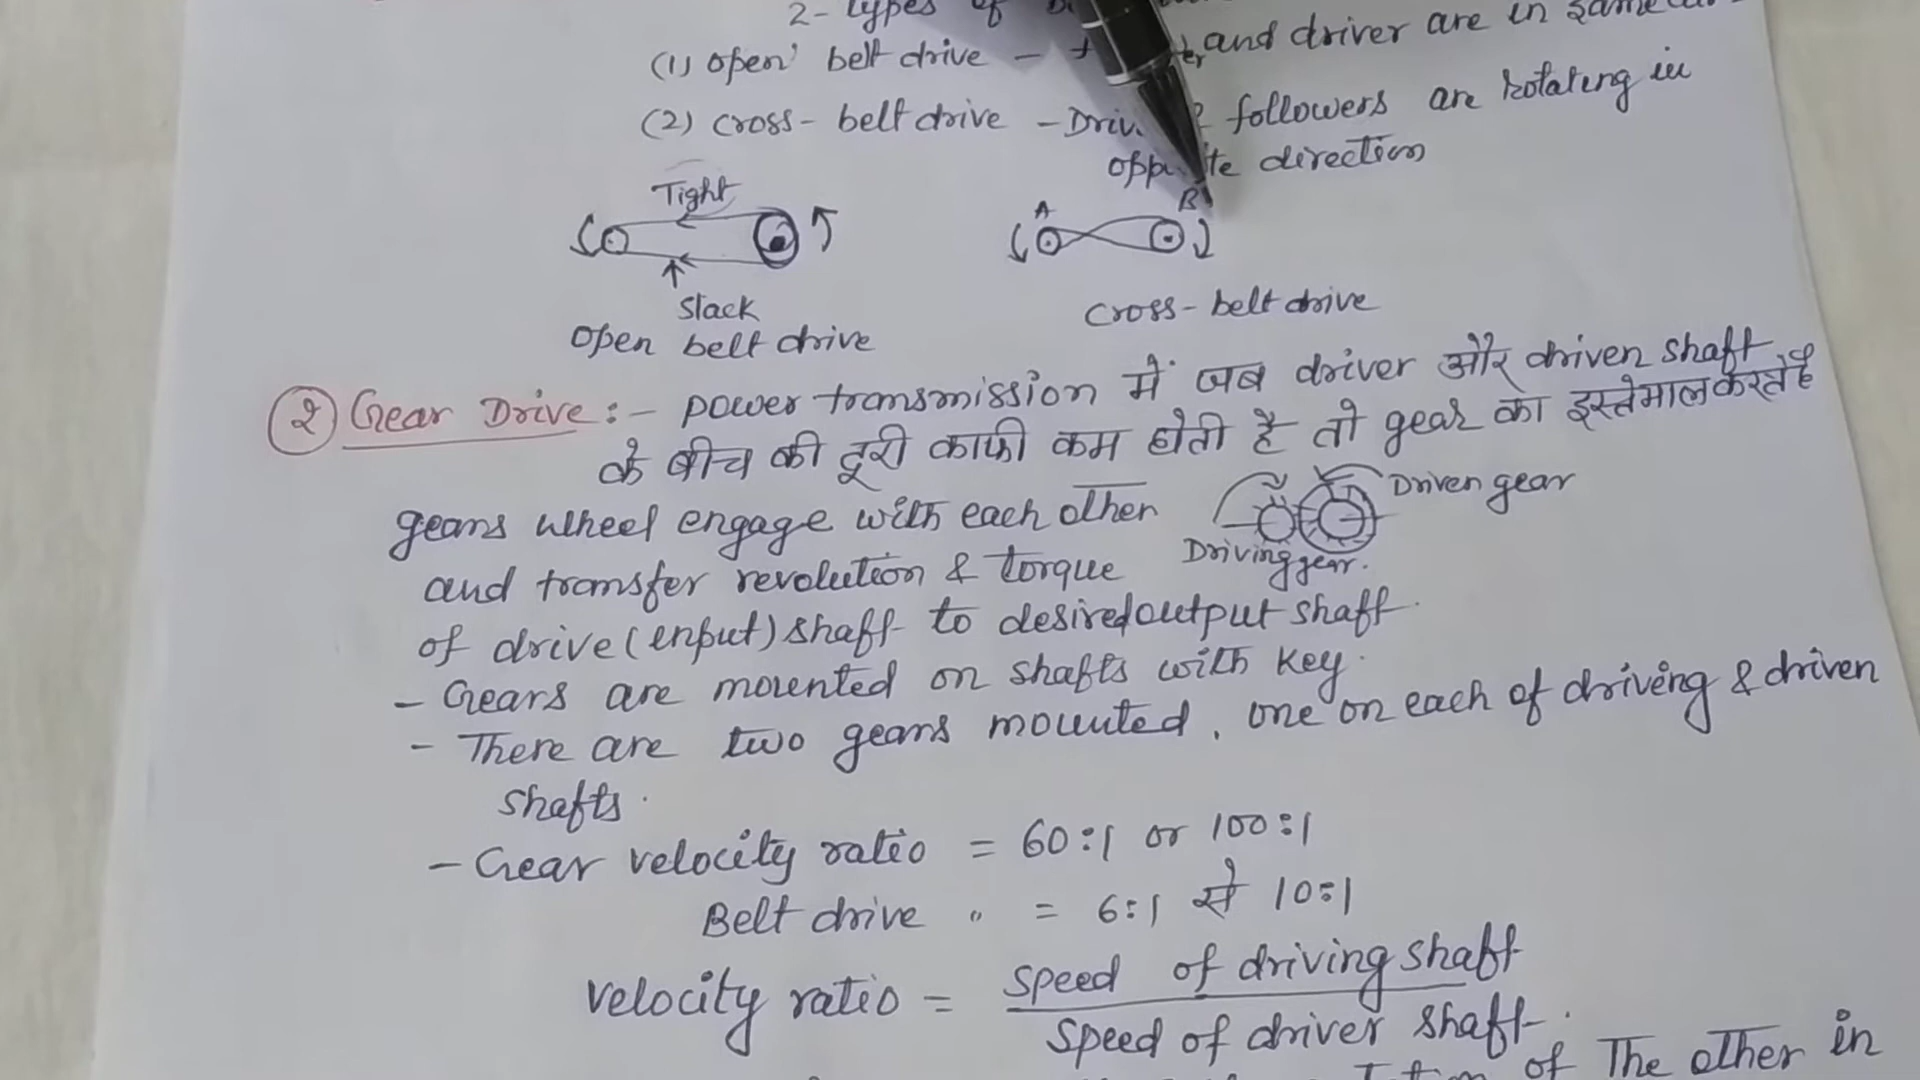 2- types of
(1) open belt drive - and driver are in same
(2) cross-belt drive - followers are rotating in
direction
Tight
A B
Slack
Open belt drive
cross-belt drive
② Gear Drive :- power transmission में जब driver और driven shaft
के बीच की दूरी काफी कम होती है तो gear का इस्तेमाल करते है
gears wheel engage with each other
Driven gear
and transfer revolution & torque
Driving gear.
of drive (input) shaft to desired output shaft
- Gears are mounted on shafts with key.
- There are two gears mounted, one on each of driving & driven
shafts.
- Gear velocity ratio = 60:1 or 100:1
Belt drive " = 6:1 से 10:1
velocity ratio = speed of driving shaft
speed of driver shaft
of The other in